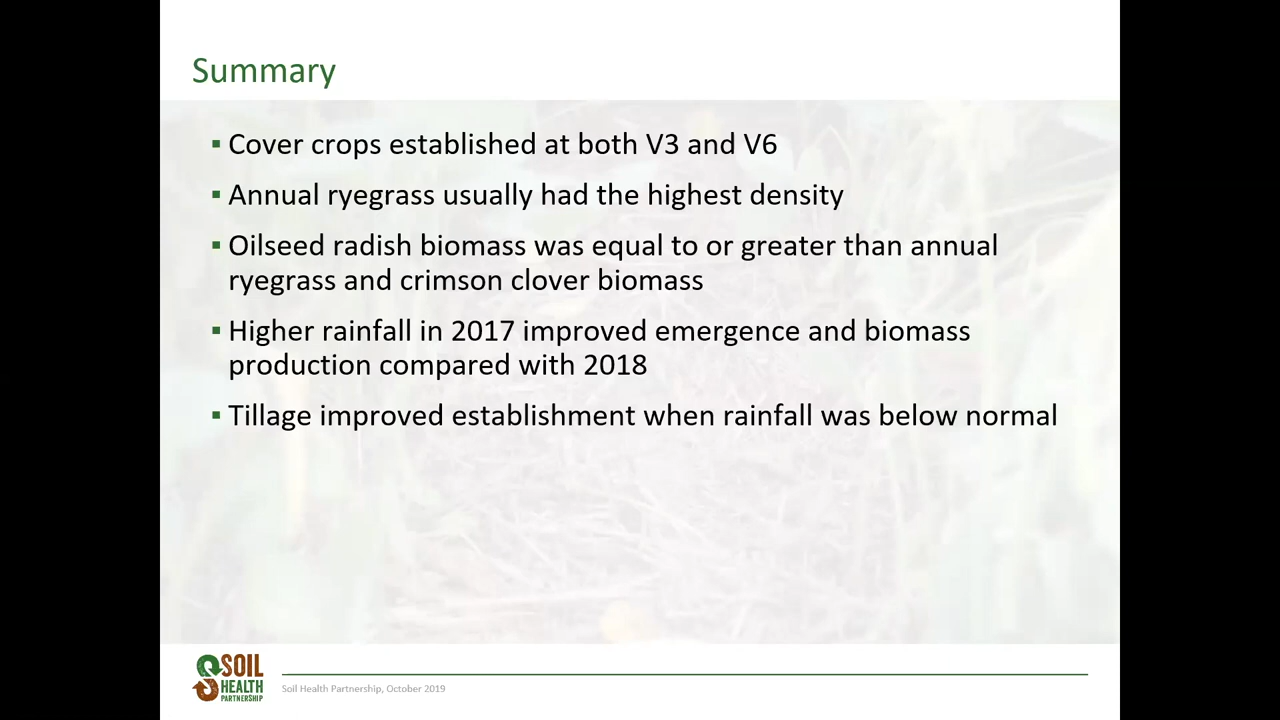 Summary
▪ Cover crops established at both V3 and V6
▪ Annual ryegrass usually had the highest density
▪ Oilseed radish biomass was equal to or greater than annual
ryegrass and crimson clover biomass
▪ Higher rainfall in 2017 improved emergence and biomass
production compared with 2018
▪ Tillage improved establishment when rainfall was below normal
SOIL
HEALTH
PARTNERSHIP
Soil Health Partnership, October 2019